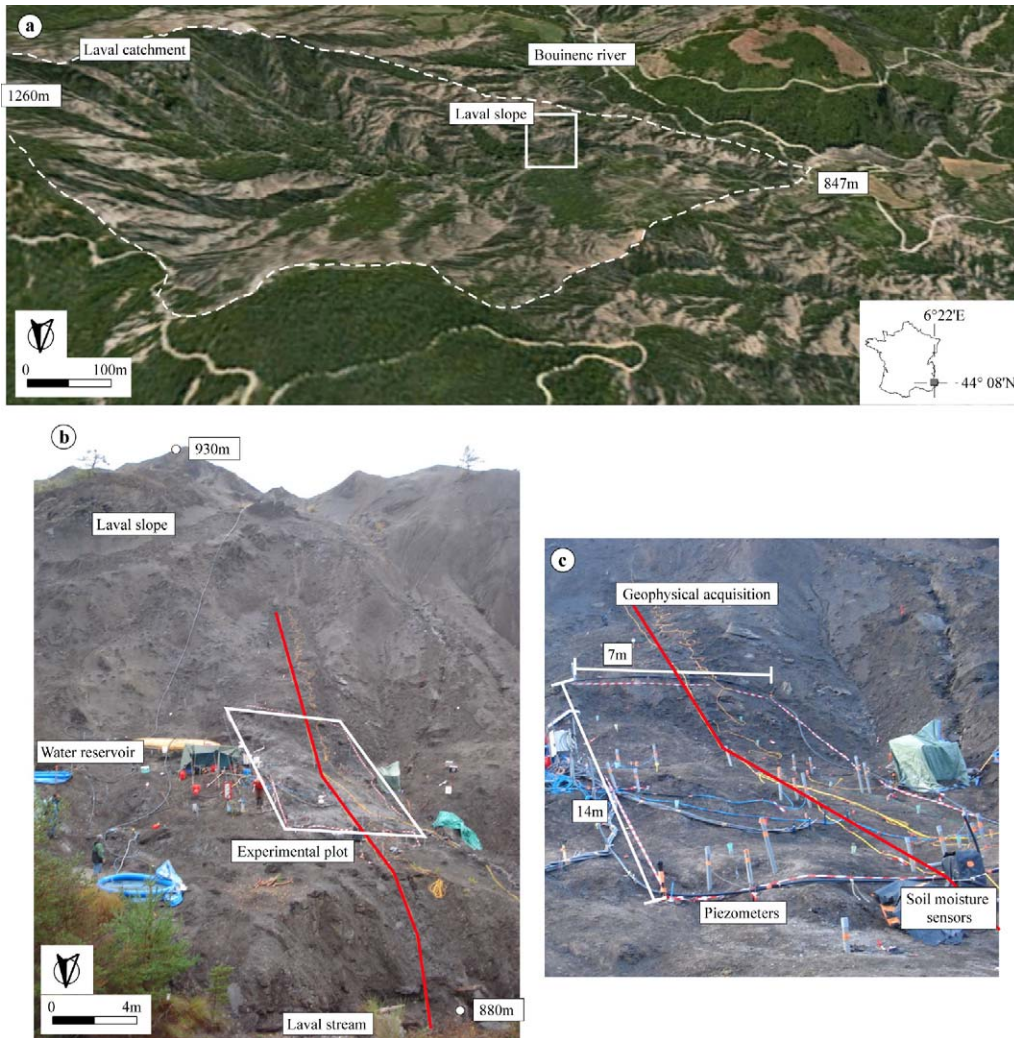 a
Laval catchment
Bouinenc river
1260m
Laval slope
847m
0 100m
6°22'E
44° 08'N
b
930m
Laval slope
Water reservoir
Experimental plot
0 4m
880m
Laval stream
c
Geophysical acquisition
7m
14m
Soil moisture
sensors
Piezometers